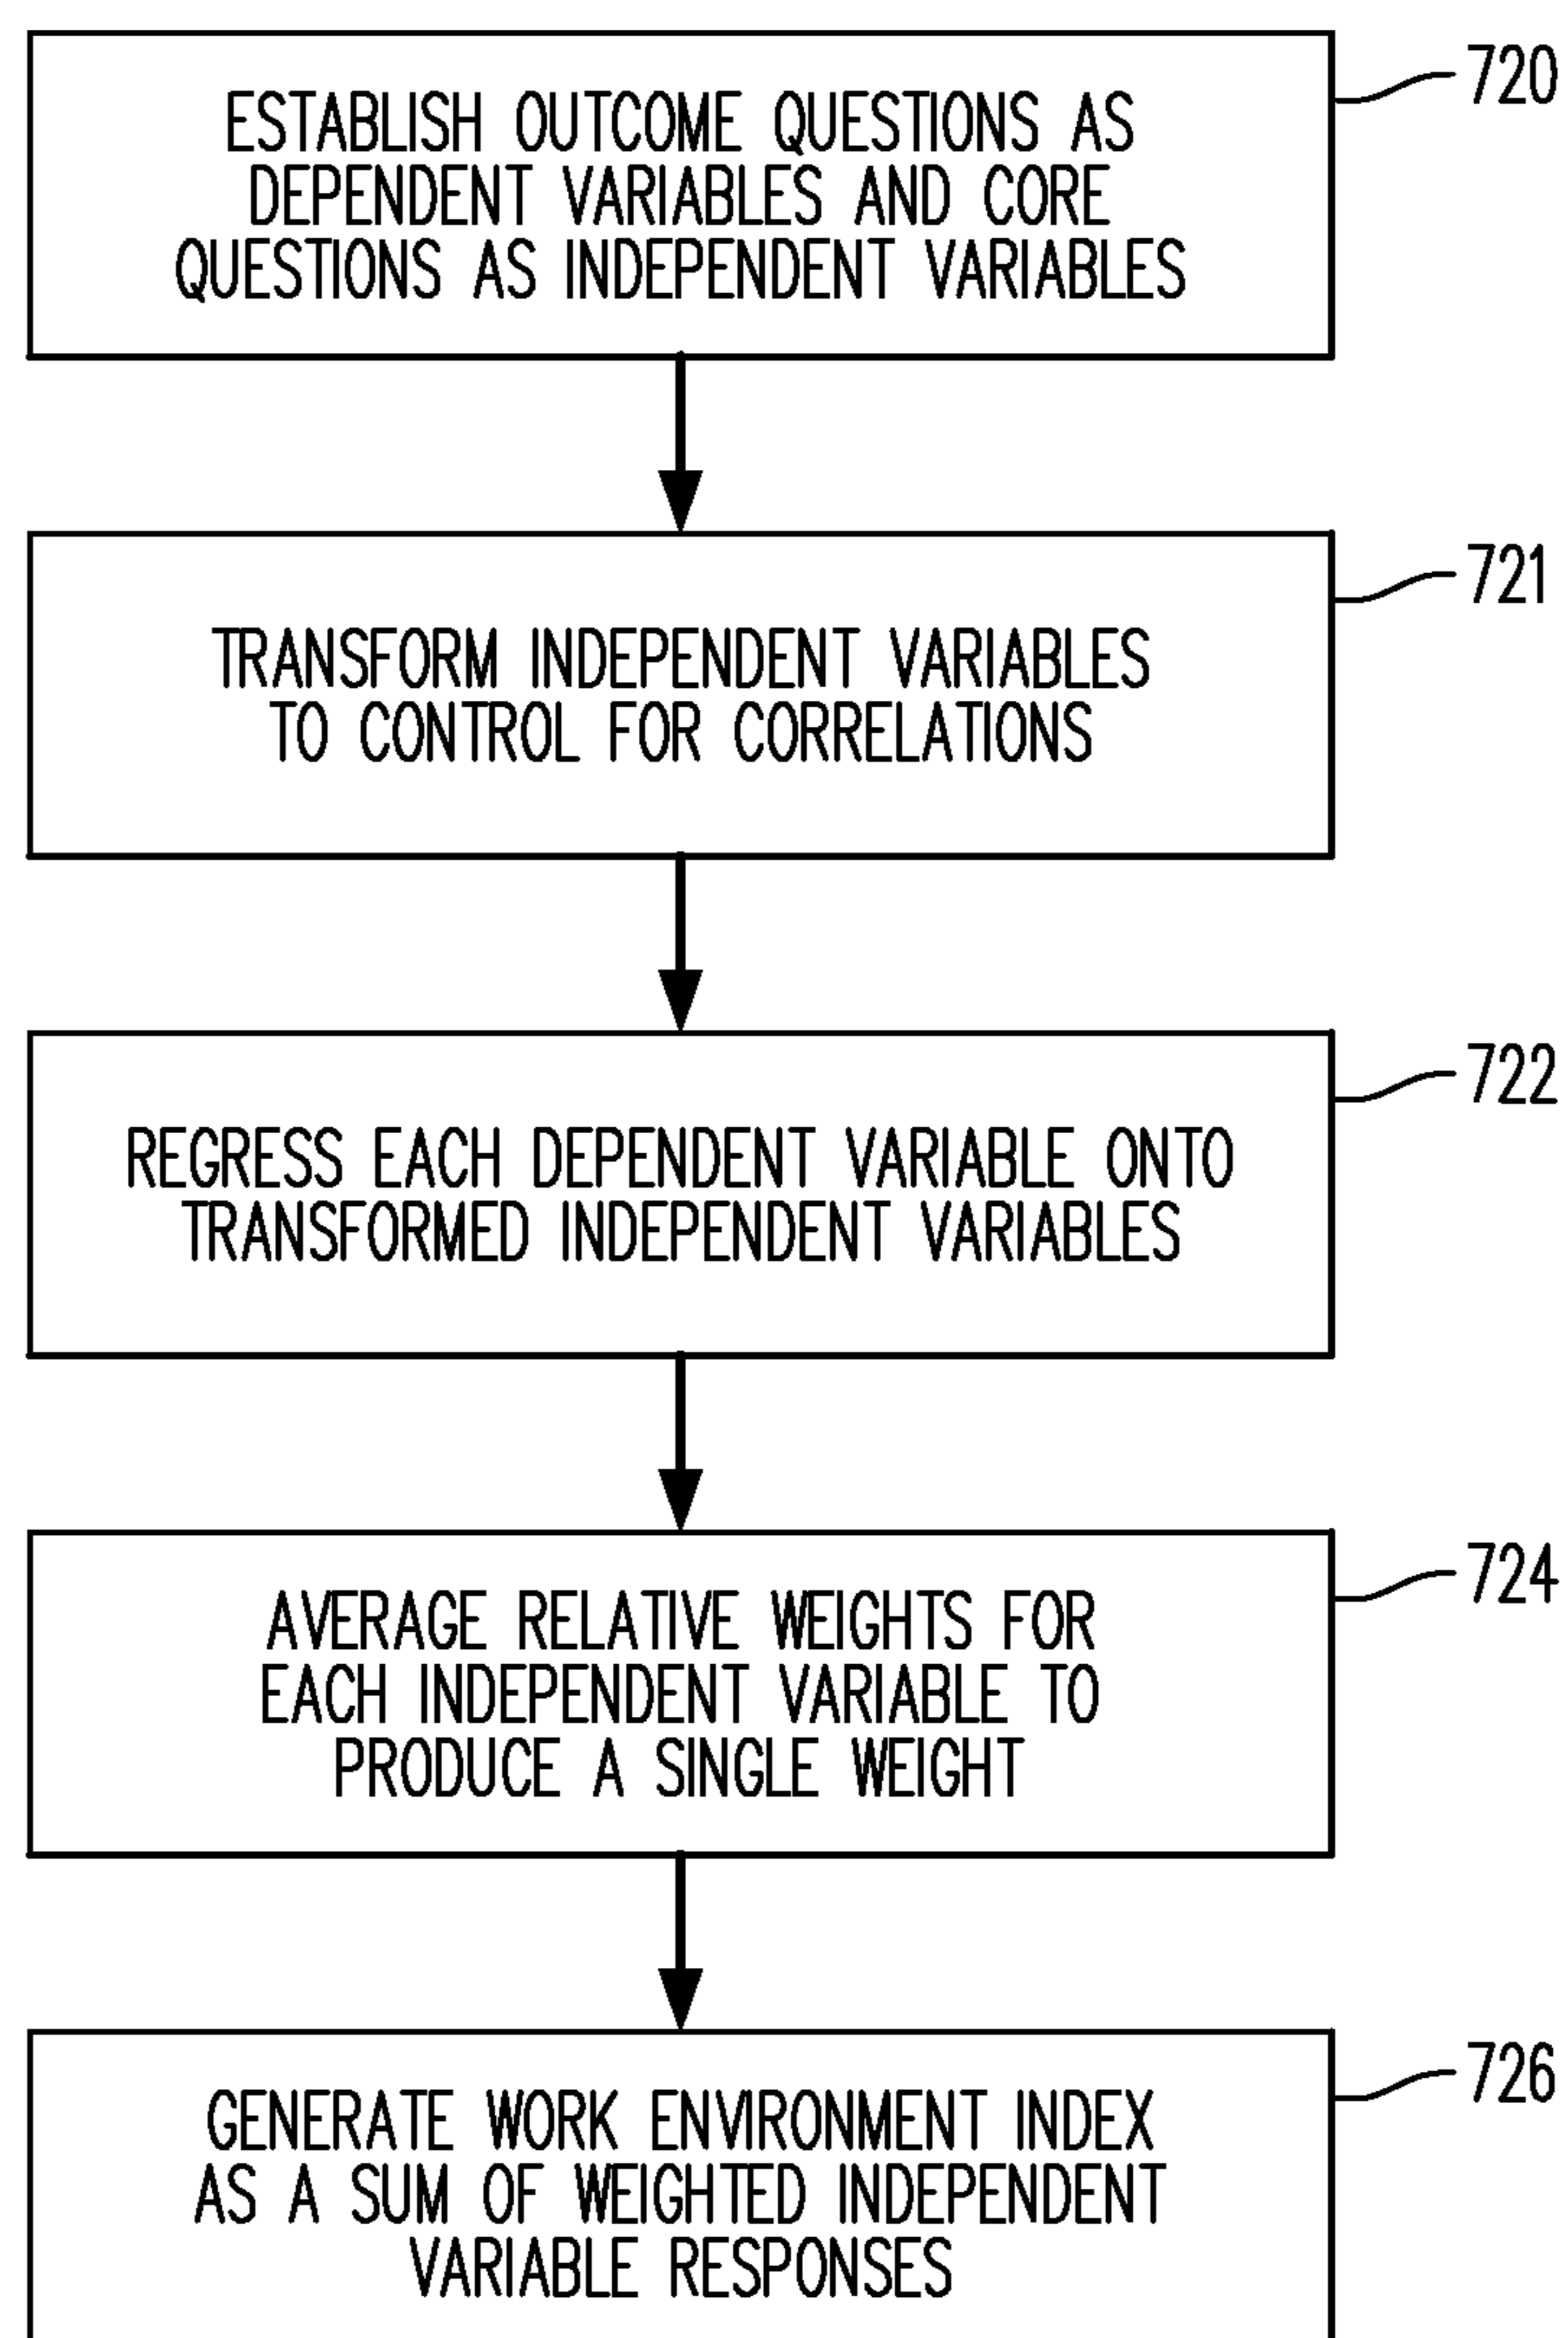 ESTABLISH OUTCOME QUESTIONS AS
DEPENDENT VARIABLES AND CORE
QUESTIONS AS INDEPENDENT VARIABLES
720
TRANSFORM INDEPENDENT VARIABLES
TO CONTROL FOR CORRELATIONS
721
REGRESS EACH DEPENDENT VARIABLE ONTO
TRANSFORMED INDEPENDENT VARIABLES
722
AVERAGE RELATIVE WEIGHTS FOR
EACH INDEPENDENT VARIABLE TO
PRODUCE A SINGLE WEIGHT
724
GENERATE WORK ENVIRONMENT INDEX
AS A SUM OF WEIGHTED INDEPENDENT
VARIABLE RESPONSES
726